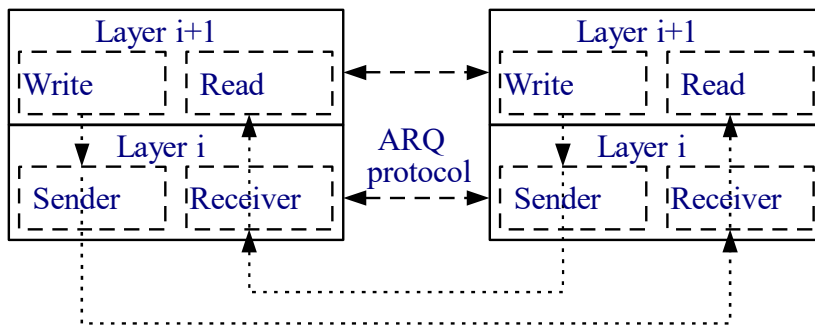 Layer i+1
Layer i+1
Write
Read
Write
Read
Layer i
ARQ
protocol
Layer i
Sender
Receiver
Sender
Receiver